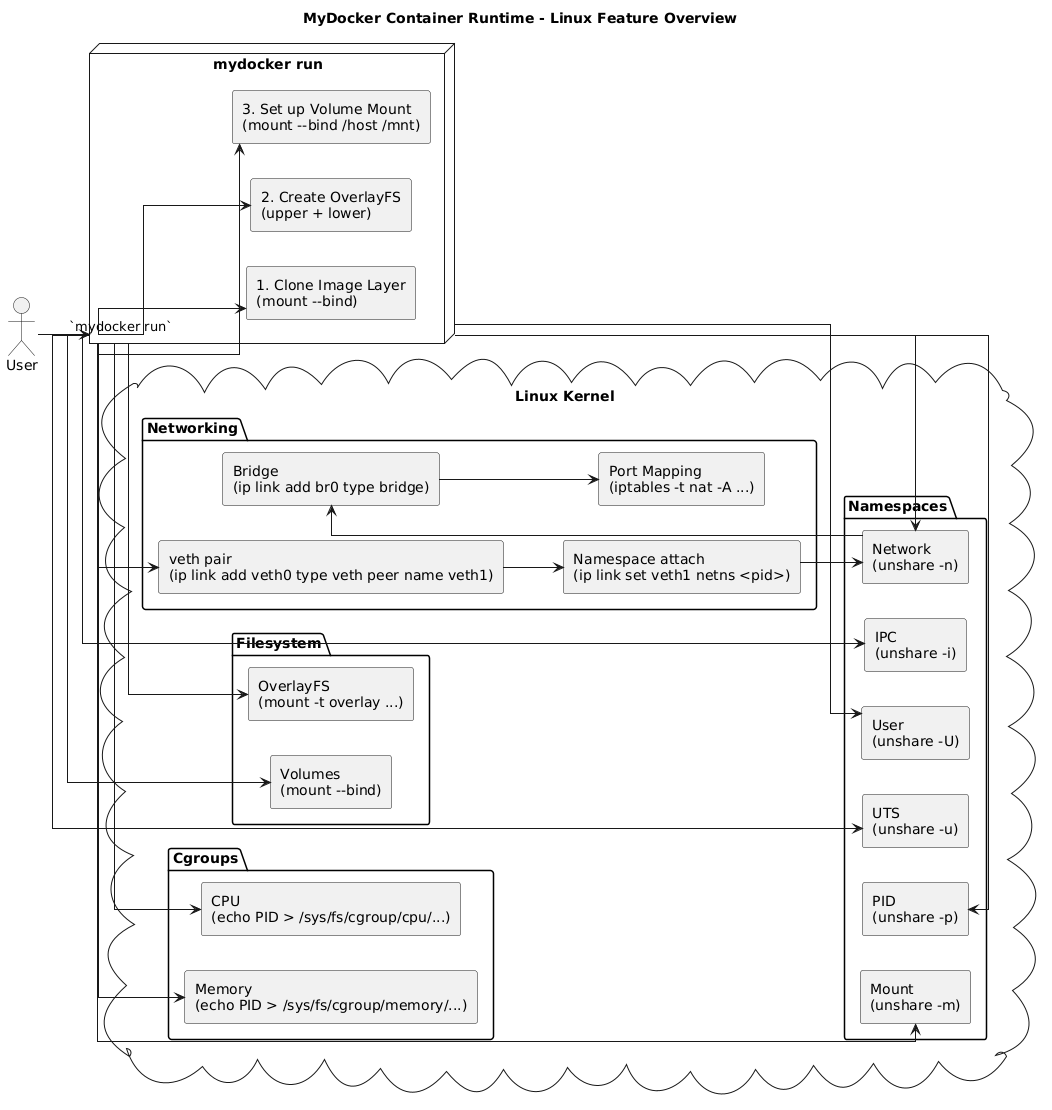 MyDocker Container Runtime - Linux Feature Overview
mydocker run
3. Set up Volume Mount
(mount --bind /host /mnt)
2. Create OverlayFS
(upper + lower)
1. Clone Image Layer
(mount --bind)
`mydocker run`
User
Linux Kernel
Networking
Bridge
(ip link add br0 type bridge)
Port Mapping
(iptables -t nat -A ...)
veth pair
(ip link add veth0 type veth peer name veth1)
Namespace attach
(ip link set veth1 netns <pid>)
Namespaces
Network
(unshare -n)
IPC
(unshare -i)
User
(unshare -U)
UTS
(unshare -u)
PID
(unshare -p)
Mount
(unshare -m)
Filesystem
OverlayFS
(mount -t overlay ...)
Volumes
(mount --bind)
Cgroups
CPU
(echo PID > /sys/fs/cgroup/cpu/...)
Memory
(echo PID > /sys/fs/cgroup/memory/...)